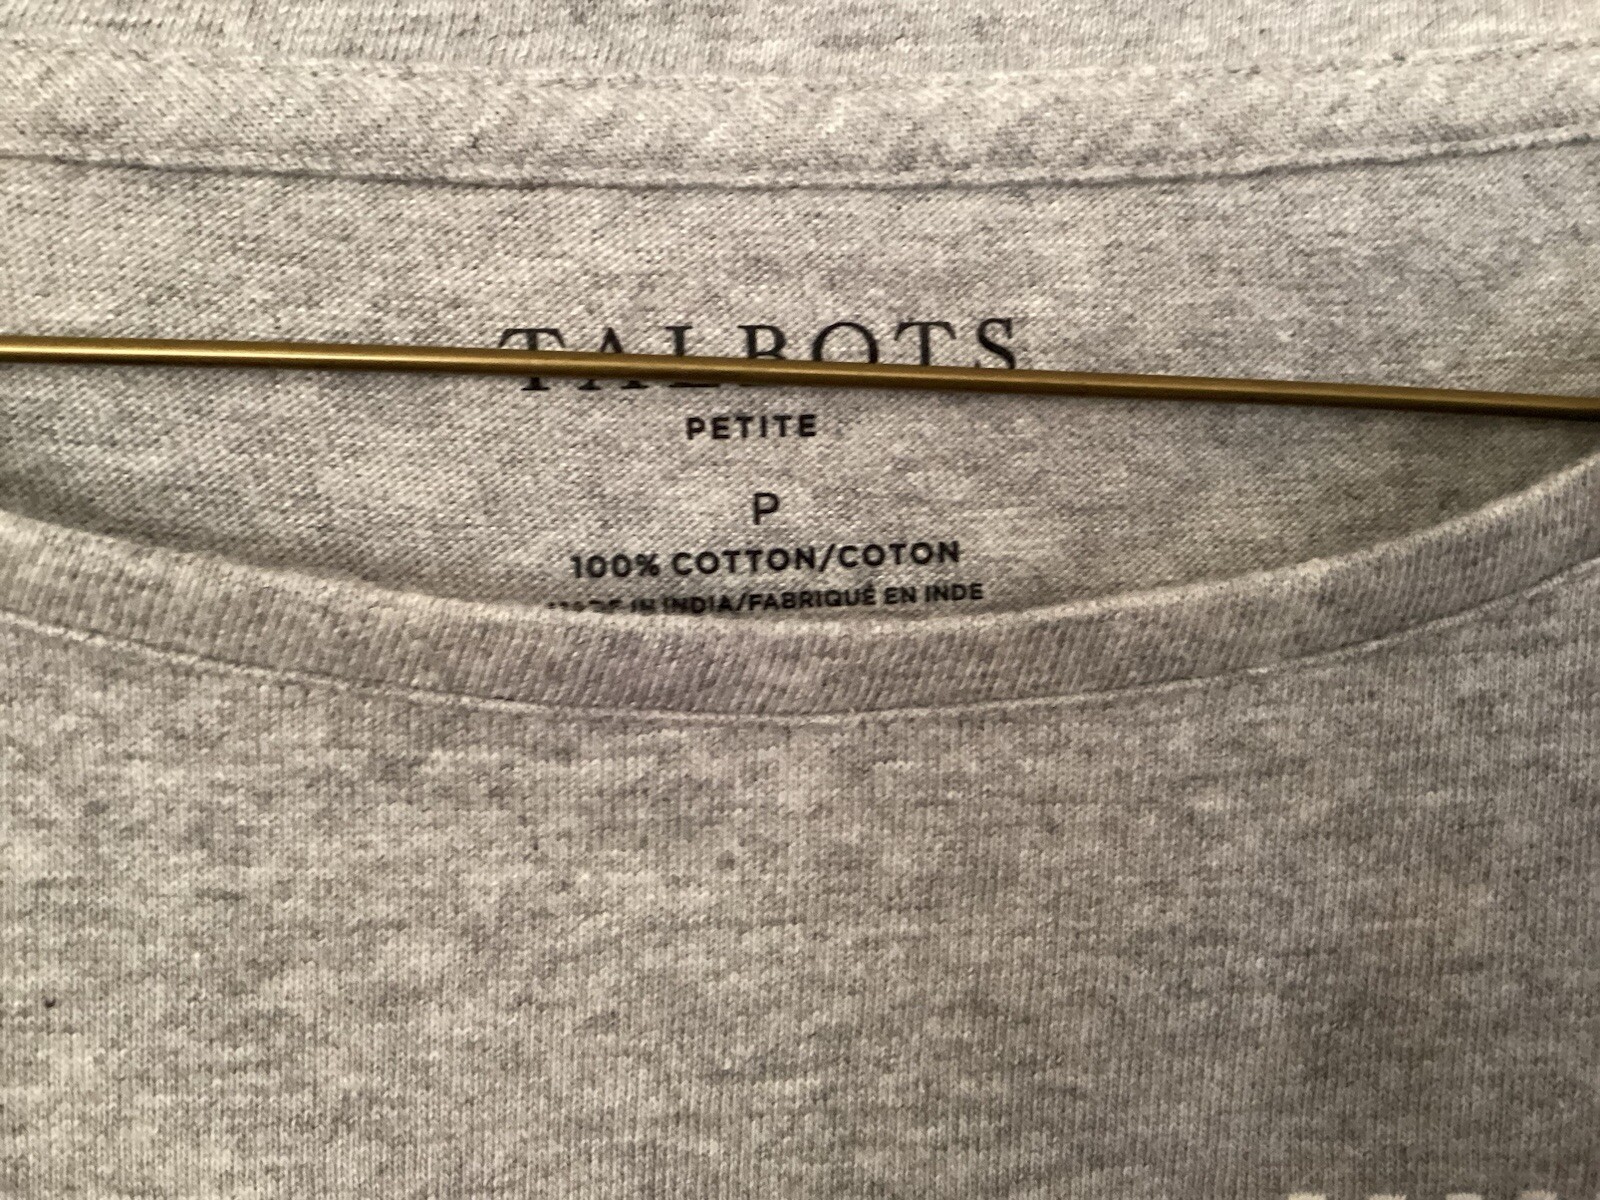 TALBOTS
PETITE
P
100% COTTON/COTON
MADE IN INDIA/FABRIQUÉ EN INDE